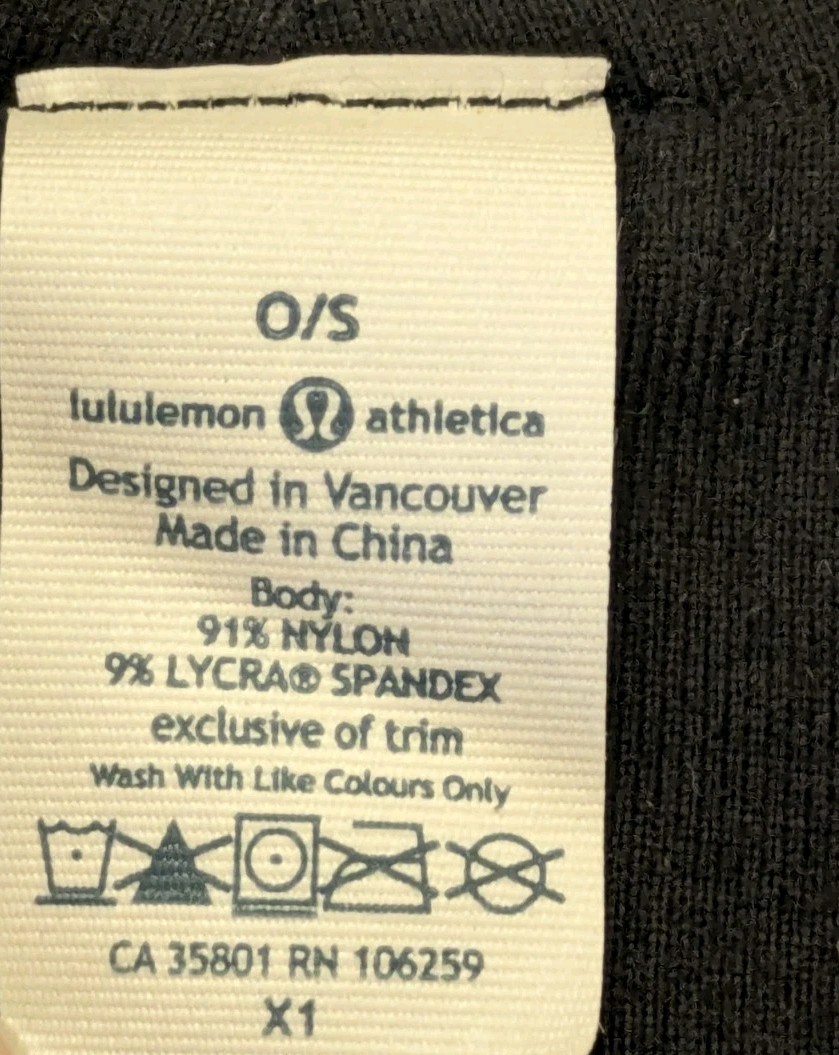 O/S
lululemon athletica
Designed in Vancouver
Made in China
Body:
91% NYLON
9% LYCRA® SPANDEX
exclusive of trim
Wash With Like Colours Only
CA 35801 RN 106259
X1